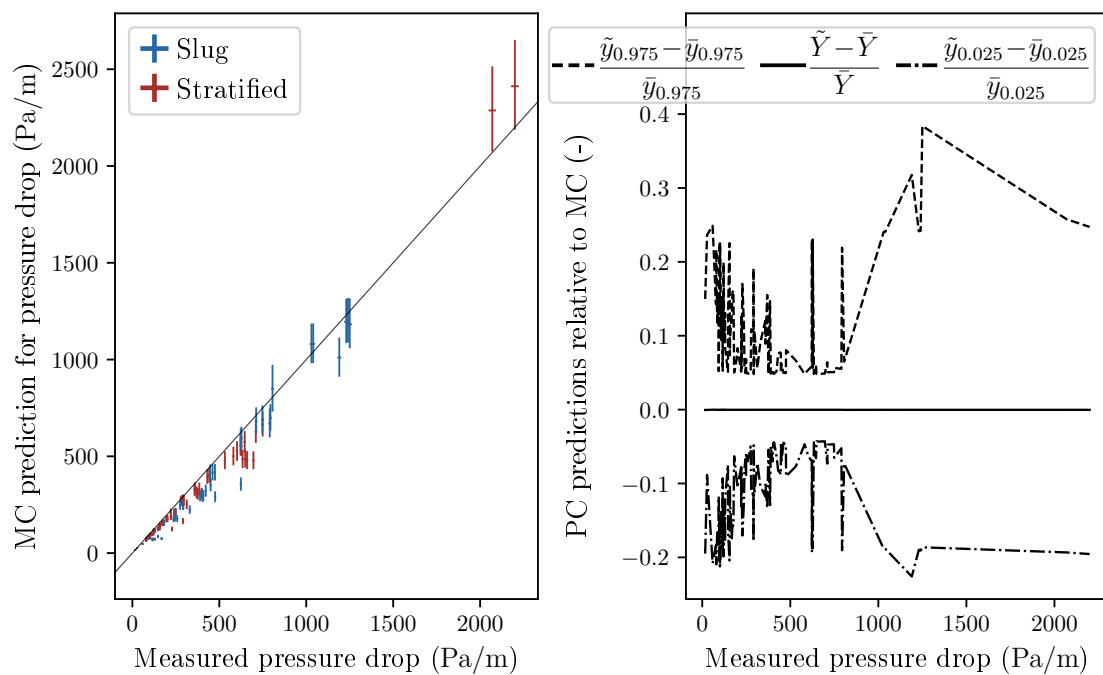 MC prediction for pressure drop (Pa/m)
2500
2000
1500
1000
500
0
Slug
Stratified
0 500 1000 1500 2000
Measured pressure drop (Pa/m)
PC predictions relative to MC (-)
ỹ0.975−ȳ0.975 / ȳ0.975 Ỹ−Ȳ / Ȳ ỹ0.025−ȳ0.025 / ȳ0.025
0.4
0.3
0.2
0.1
0.0
−0.1
−0.2
0 500 1000 1500 2000
Measured pressure drop (Pa/m)